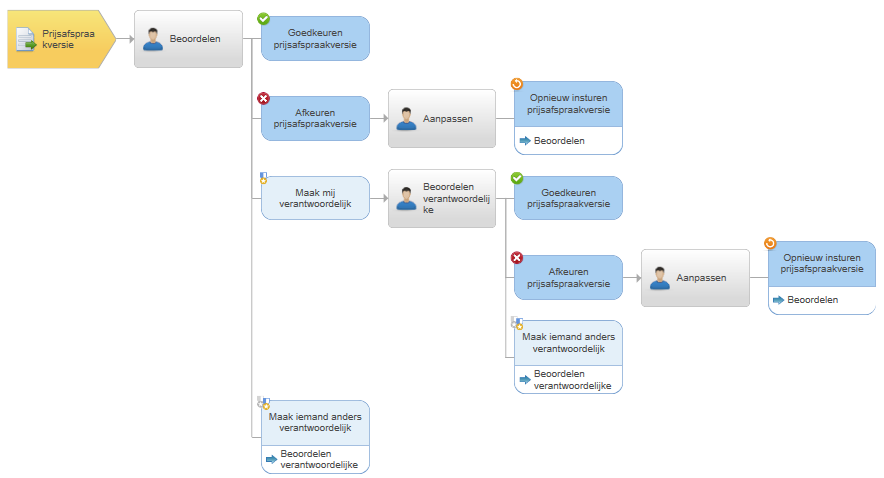 Prijsafspraa
kversie
Beoordelen
Goedkeuren
prijsafspraakversie
Afkeuren
prijsafspraakversie
Aanpassen
Opnieuw insturen
prijsafspraakversie
Beoordelen
Maak mij
verantwoordelijk
Beoordelen
verantwoordelij
ke
Goedkeuren
prijsafspraakversie
Afkeuren
prijsafspraakversie
Aanpassen
Opnieuw insturen
prijsafspraakversie
Beoordelen
Maak iemand anders
verantwoordelijk
Beoordelen
verantwoordelijke
Maak iemand anders
verantwoordelijk
Beoordelen
verantwoordelijke